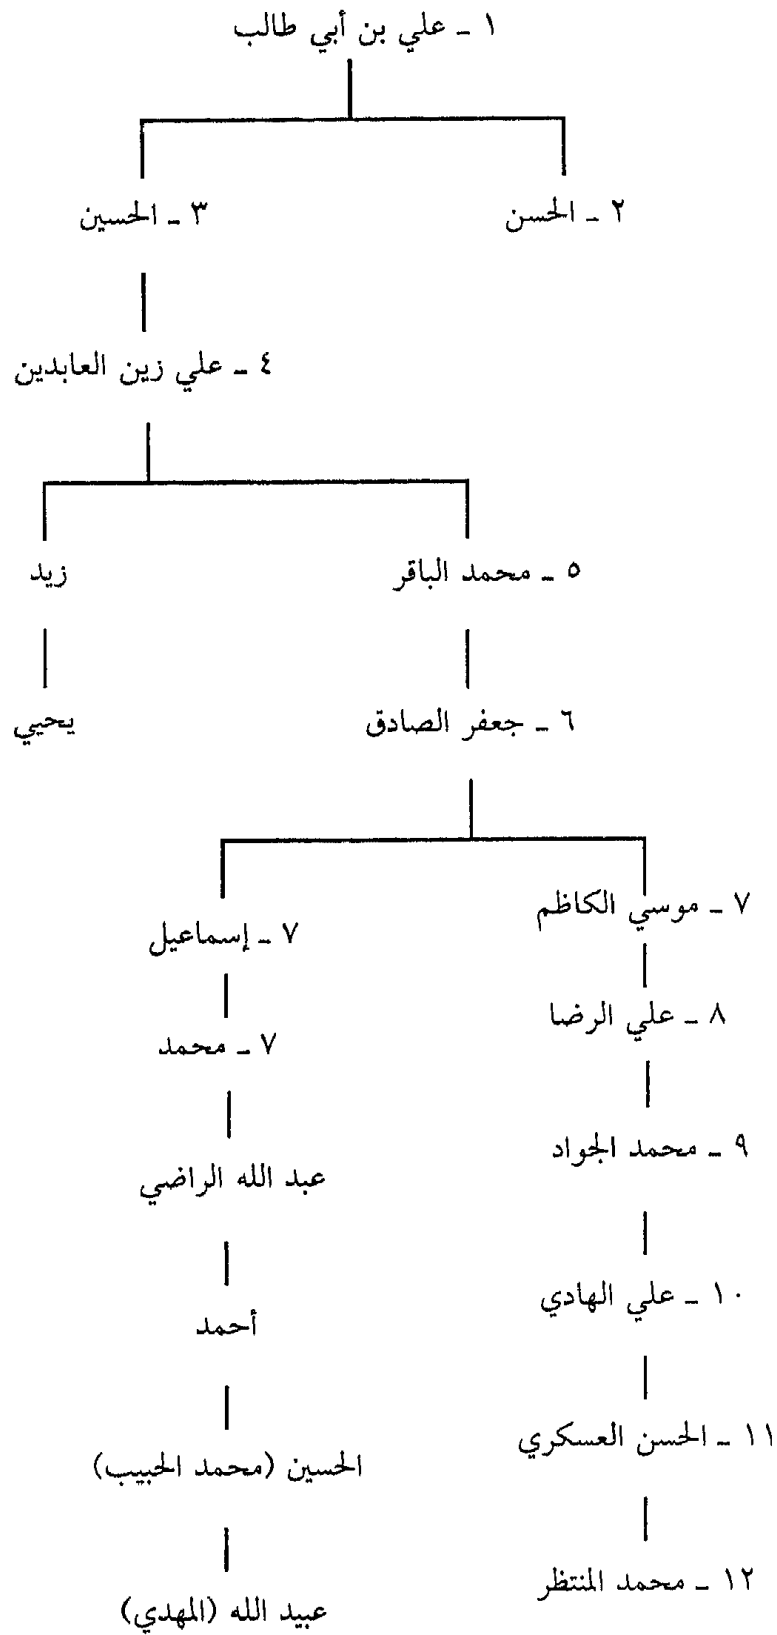 ١ ـ علي بن أبي طالب
٢ ـ الحسن
٣ ـ الحسين
٤ ـ علي زين العابدين
٥ ـ محمد الباقر
زيد
٦ ـ جعفر الصادق
يحيي
٧ ـ موسي الكاظم
٧ ـ إسماعيل
٨ ـ علي الرضا
٧ ـ محمد
٩ ـ محمد الجواد
عبد الله الراضي
١٠ ـ علي الهادي
أحمد
١١ ـ الحسن العسكري
الحسين (محمد الحبيب)
١٢ ـ محمد المنتظر
عبيد الله (المهدي)